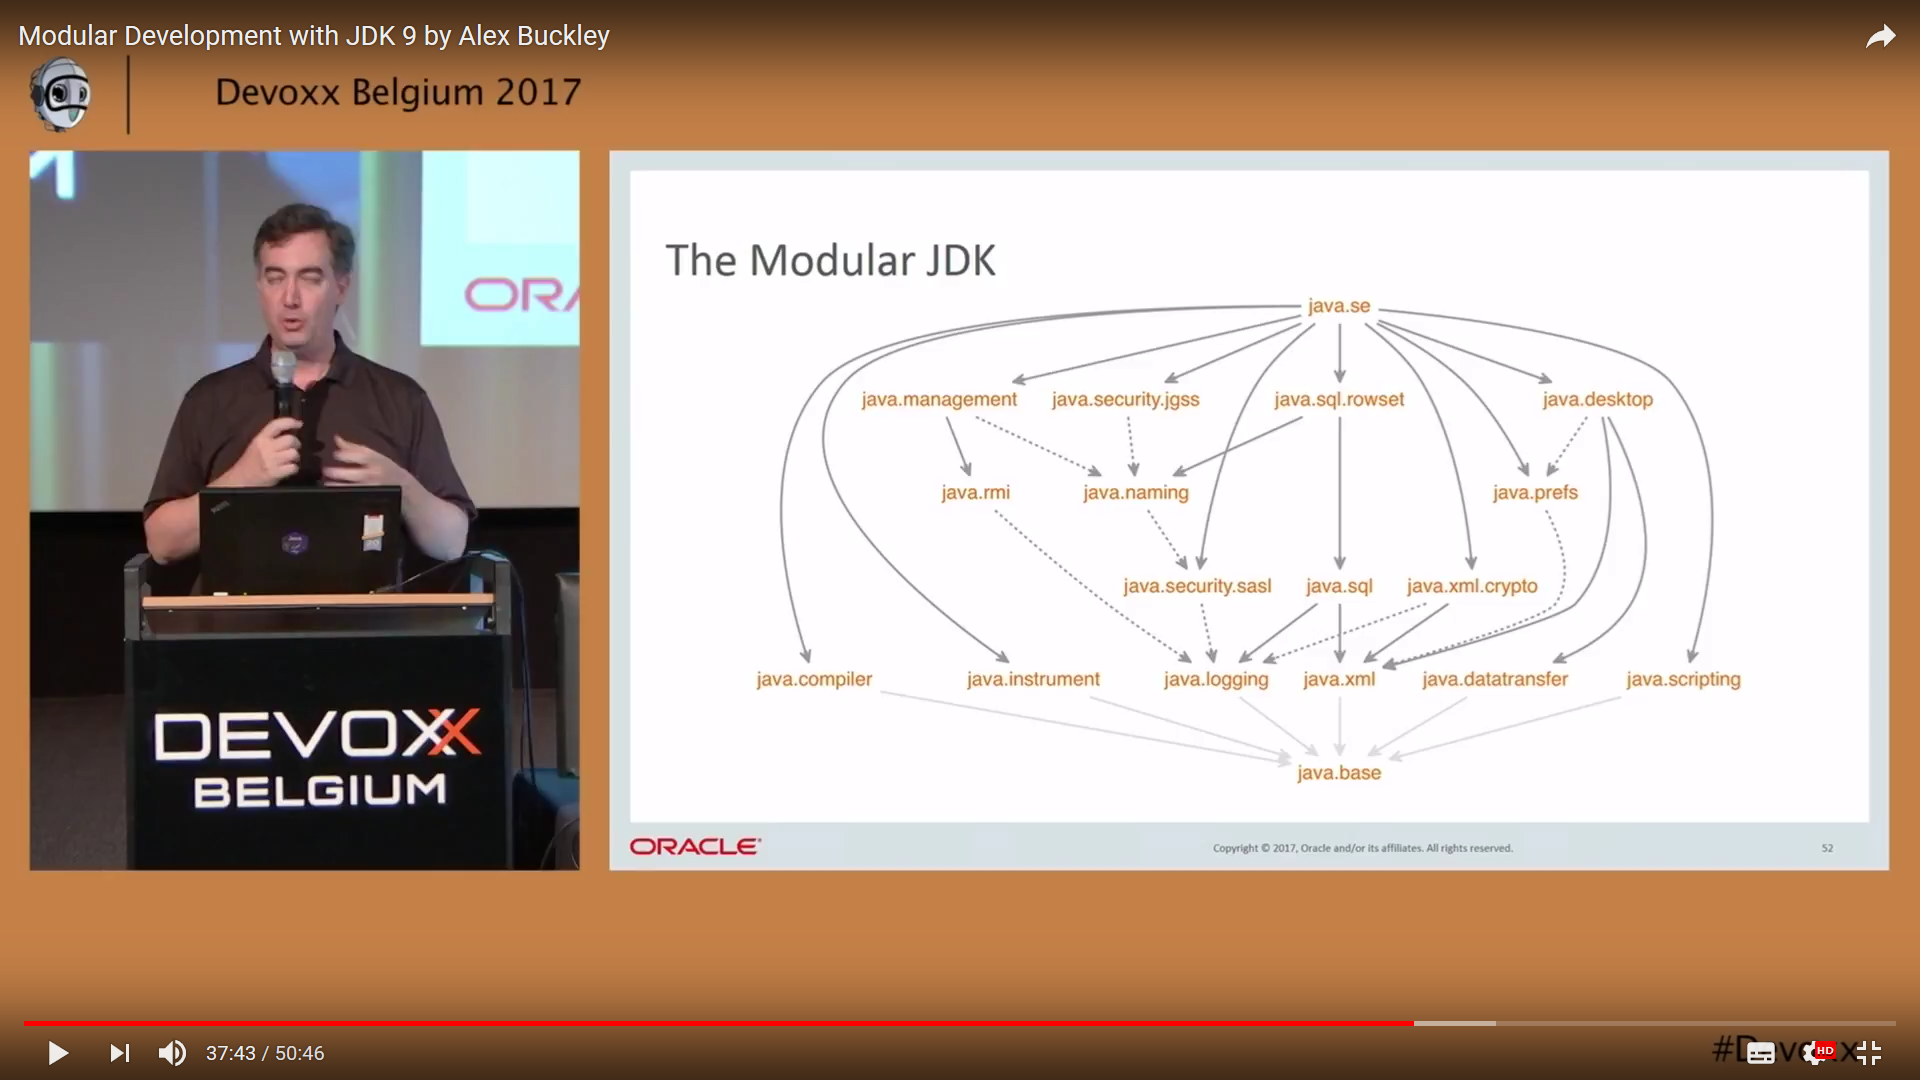 Modular Development with JDK 9 by Alex Buckley
Devoxx Belgium 2017
ORA
DEVOXX
BELGIUM
The Modular JDK
java.se
java.management java.security.jgss java.sql.rowset java.desktop
java.rmi java.naming java.prefs
java.security.sasl java.sql java.xml.crypto
java.compiler java.instrument java.logging java.xml java.datatransfer java.scripting
java.base
ORACLE
Copyright © 2017, Oracle and/or its affiliates. All rights reserved.
52
37:43 / 50:46
HD